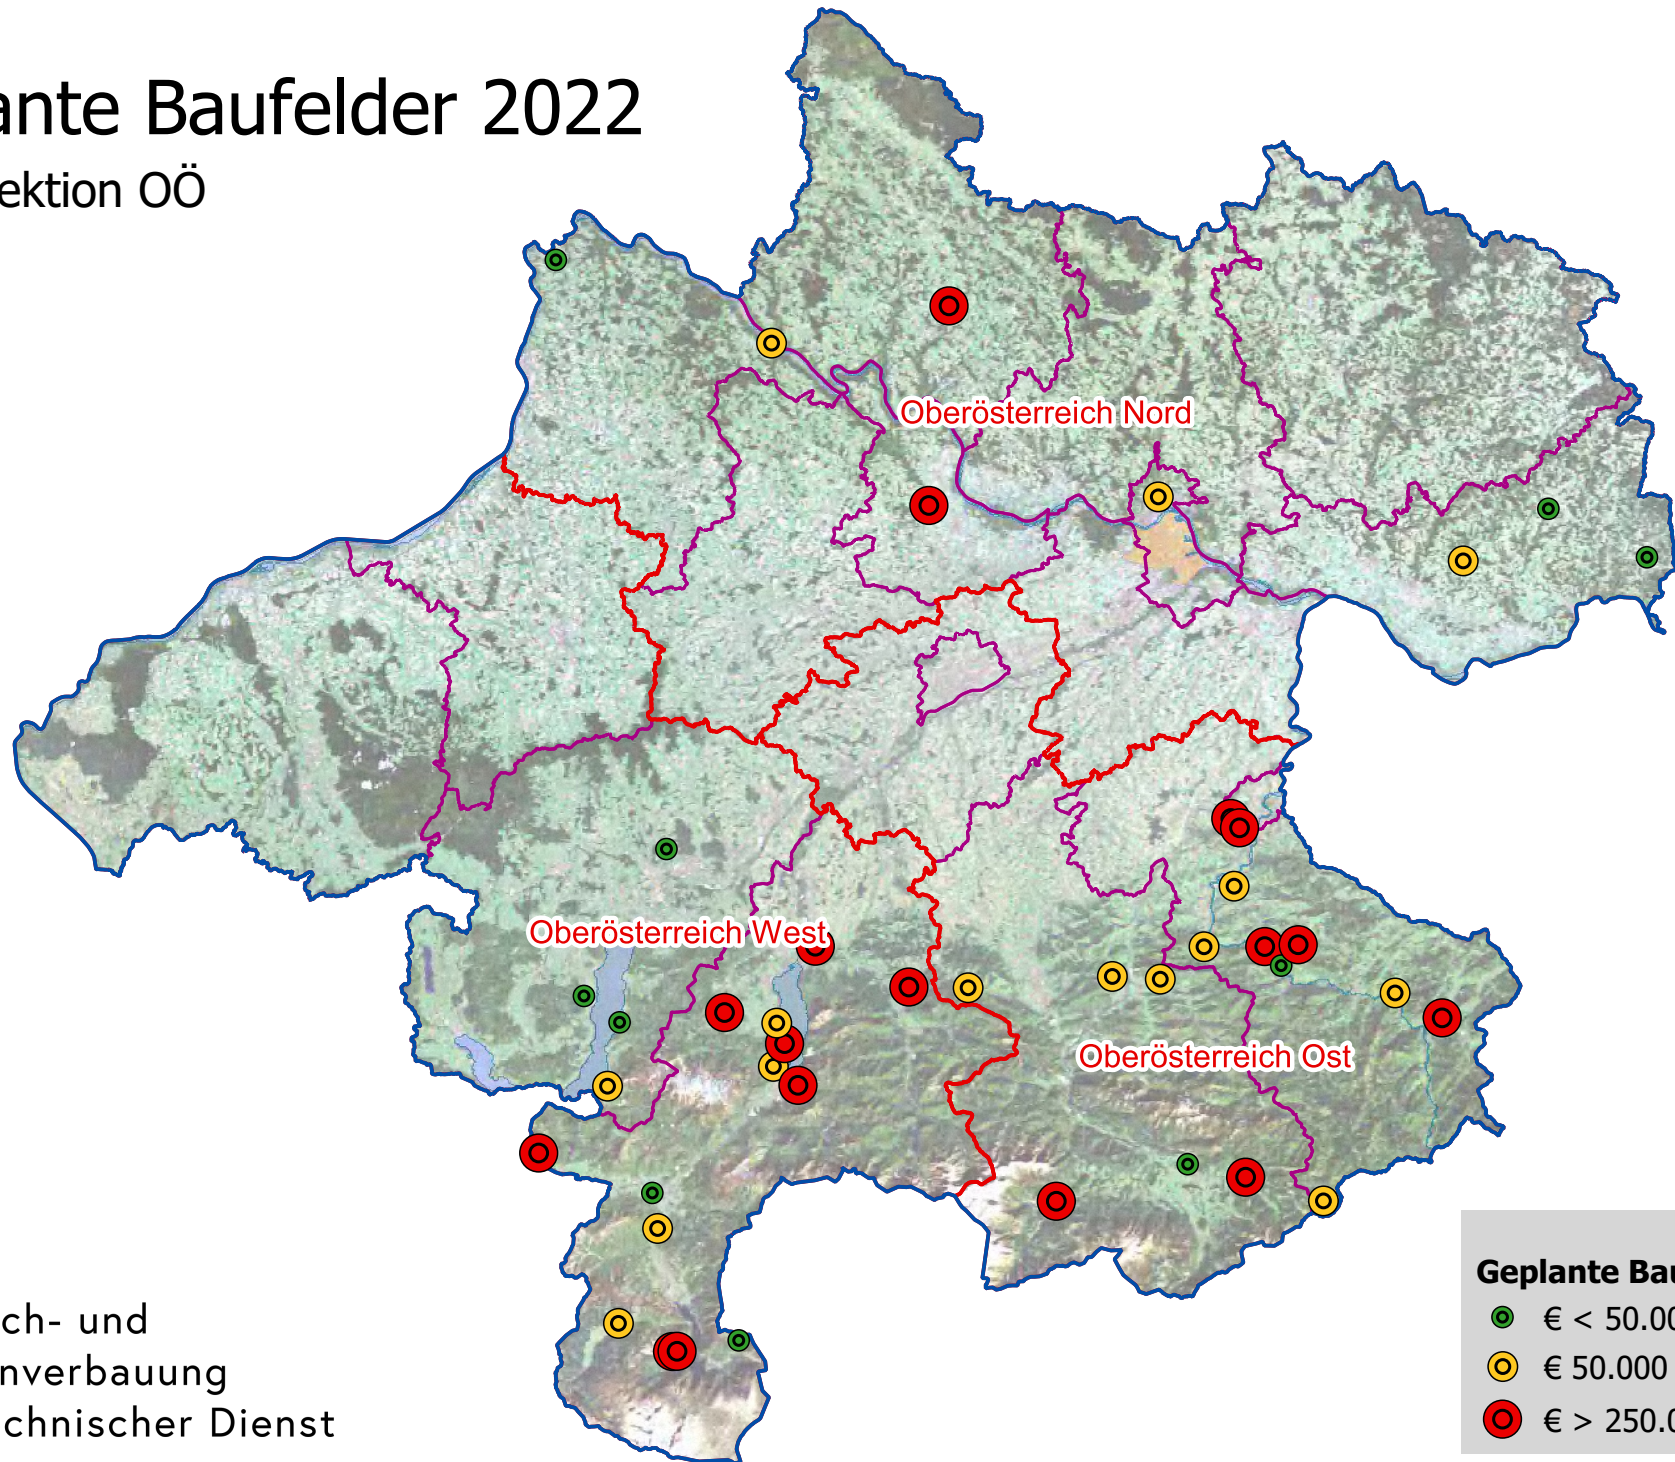 ante Baufelder 2022
ektion OÖ
Oberösterreich Nord
Oberösterreich West
Oberösterreich Ost
Geplante Bau
€ < 50.00
€ 50.000
€ > 250.0
ch- und
nverbauung
chnischer Dienst